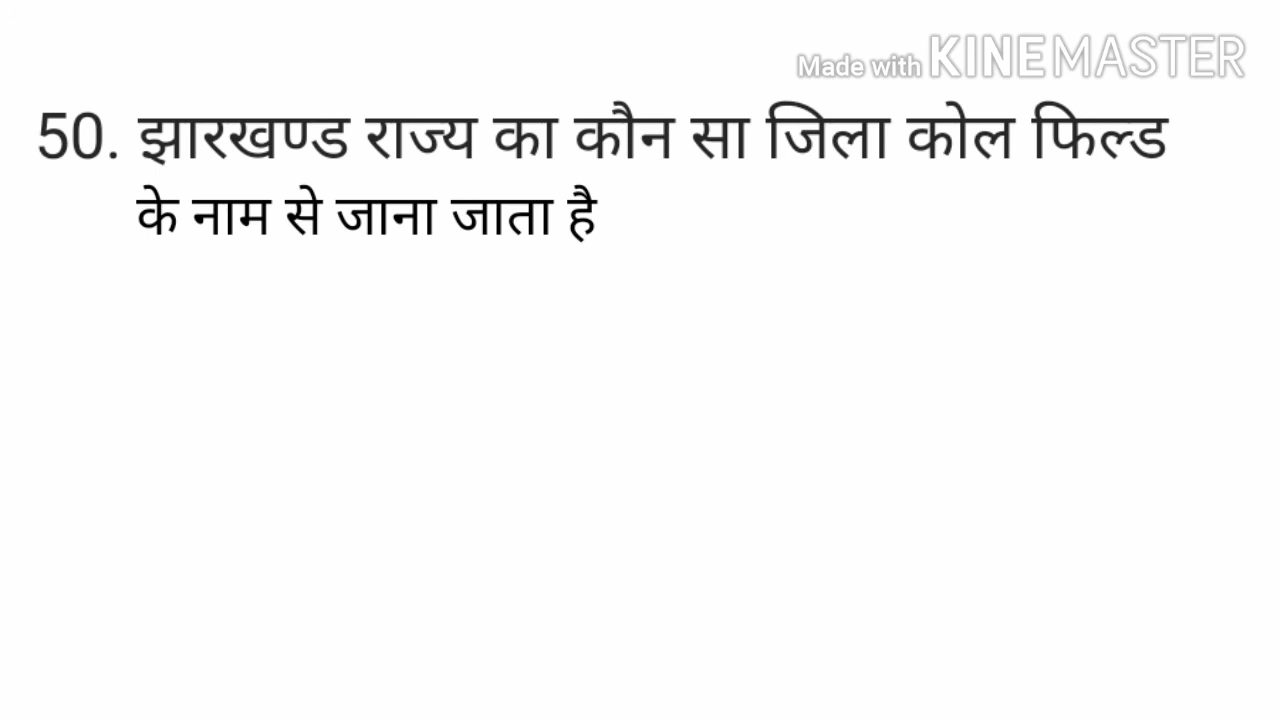 Made with KINEMASTER
50. झारखण्ड राज्य का कौन सा जिला कोल फिल्ड
के नाम से जाना जाता है